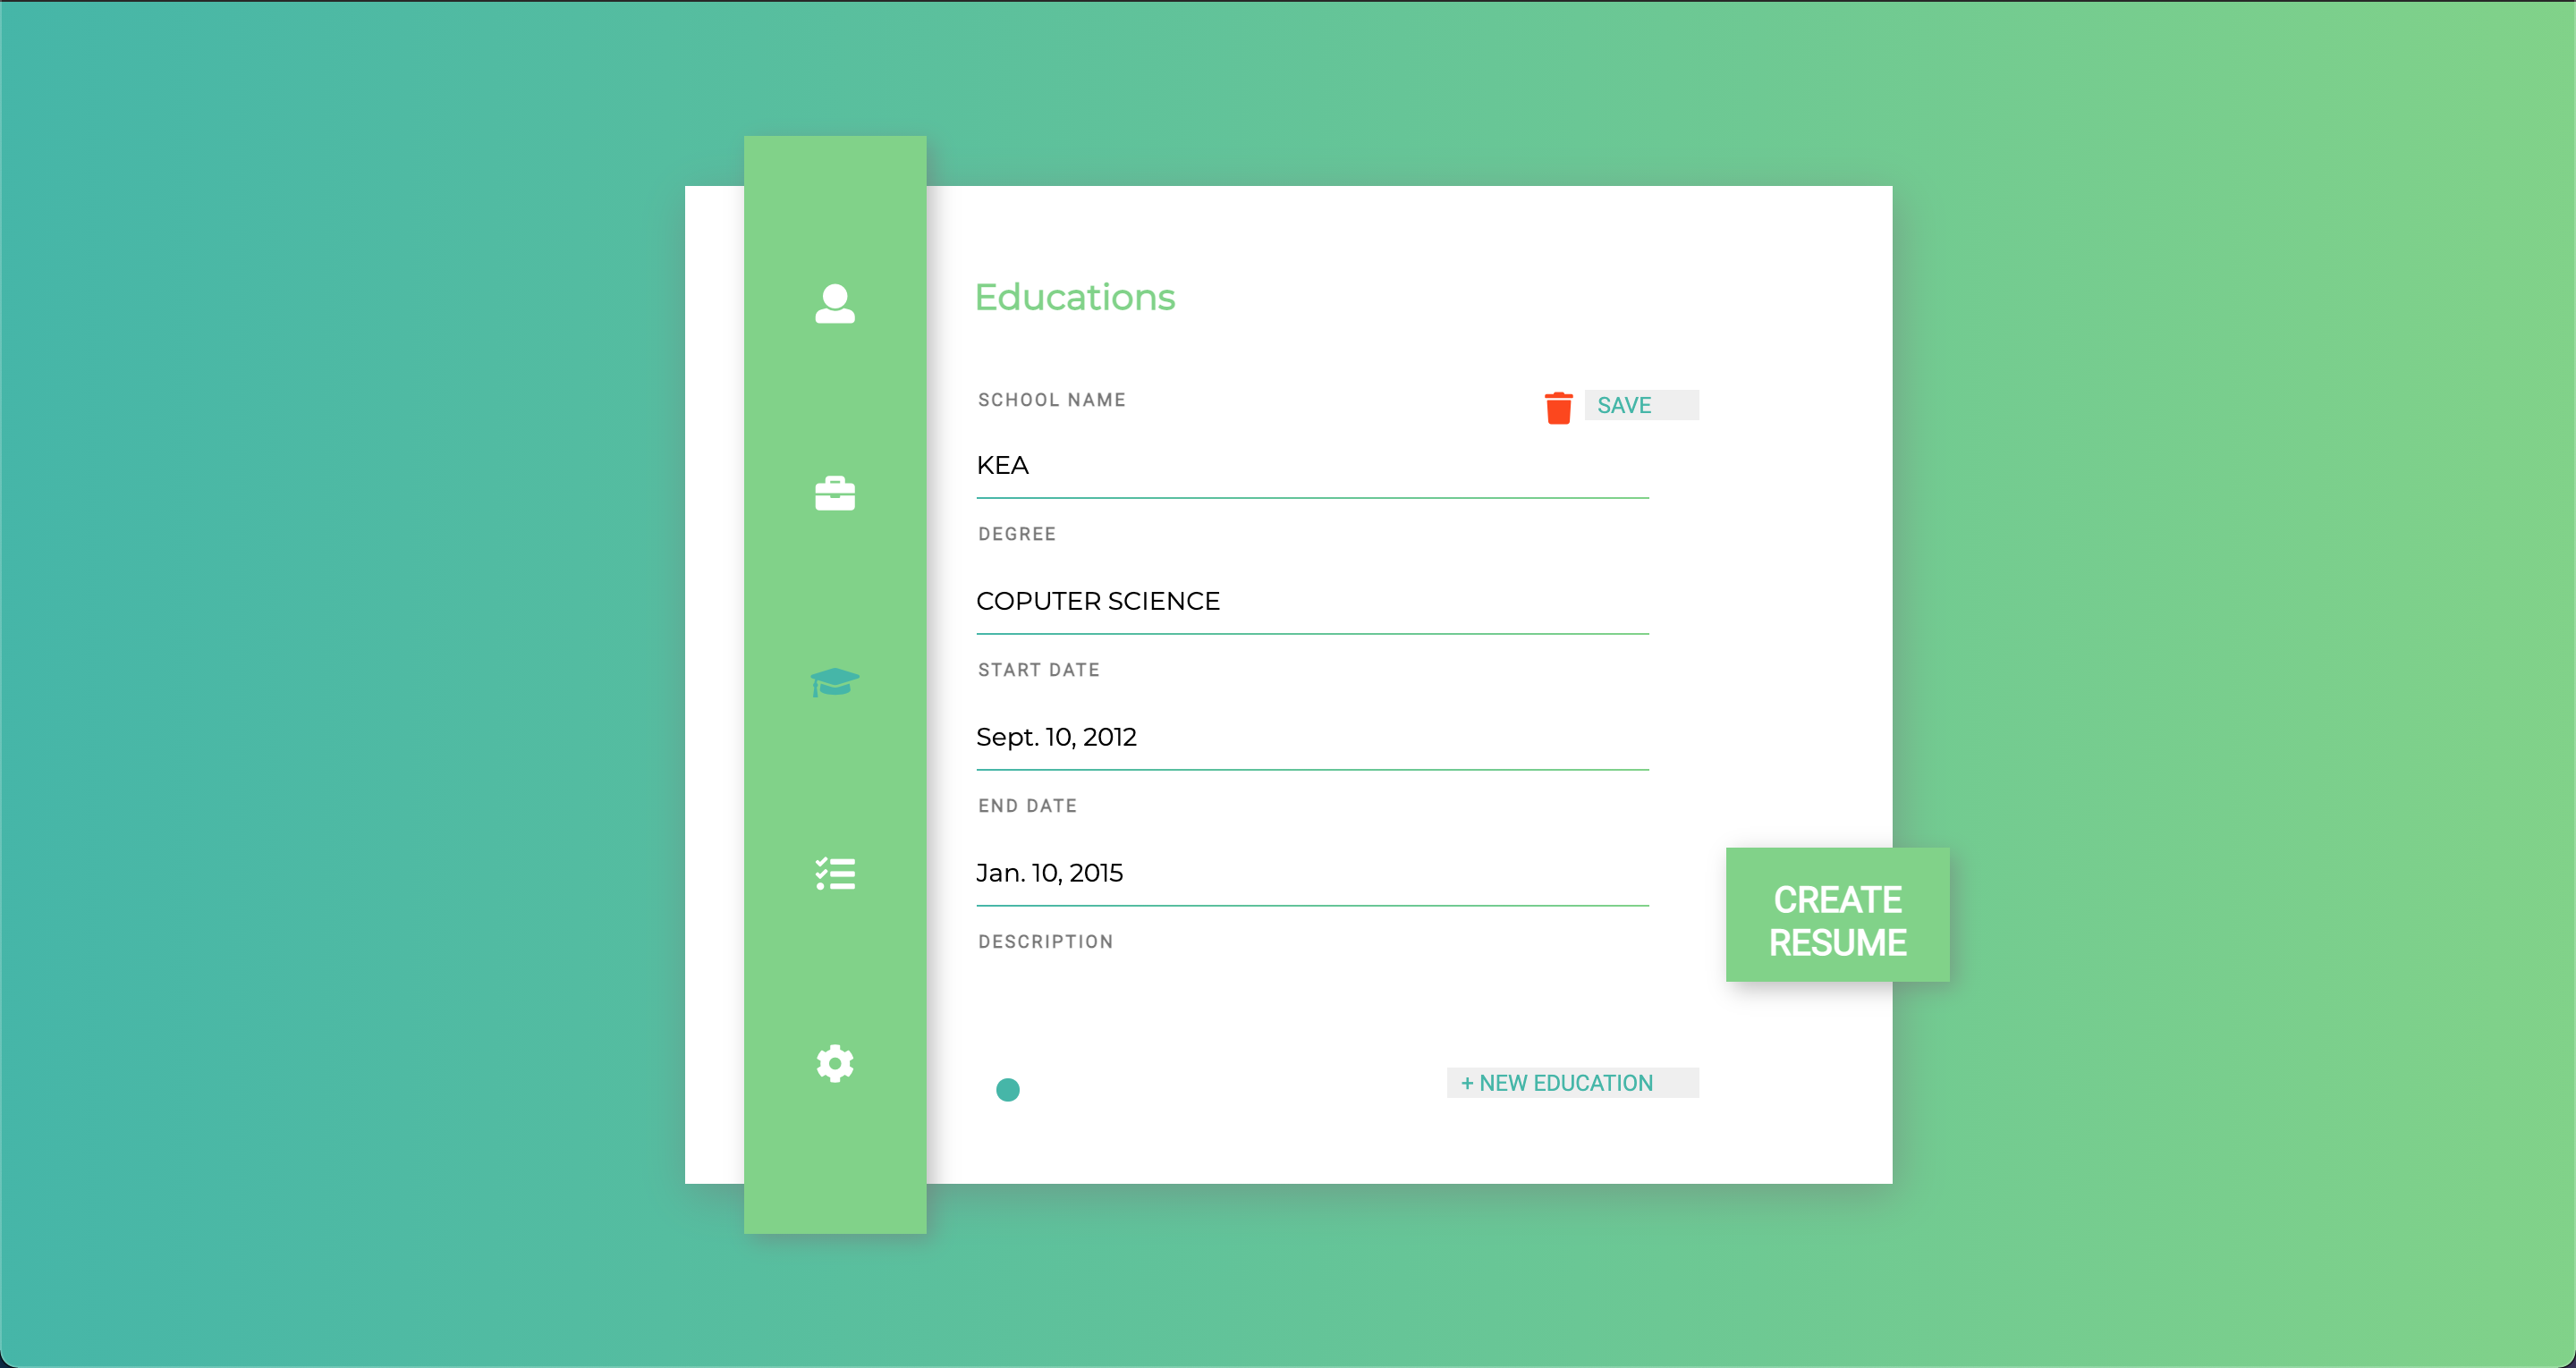 Educations
SCHOOL NAME
SAVE
KEA
DEGREE
COPUTER SCIENCE
START DATE
Sept. 10, 2012
END DATE
Jan. 10, 2015
DESCRIPTION
CREATE
RESUME
+ NEW EDUCATION